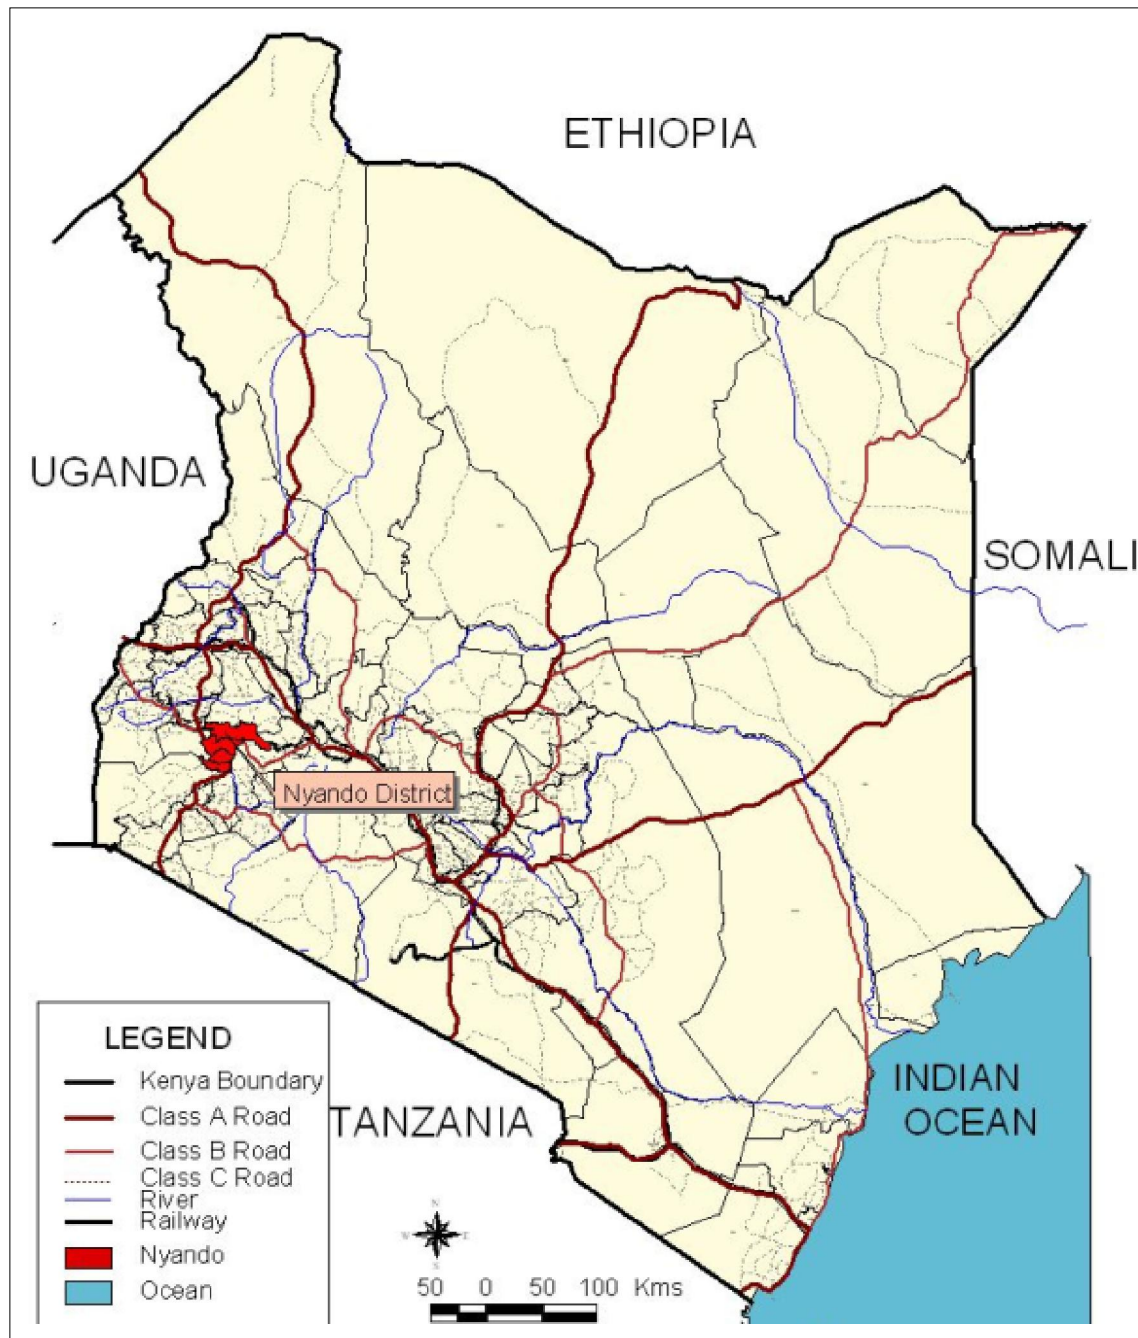 ETHIOPIA
UGANDA
SOMALI
Nyando District
INDIAN
OCEAN
TANZANIA
LEGEND
Kenya Boundary
Class A Road
Class B Road
Class C Road
River
Railway
Nyando
Ocean
N
W E
S
50 0 50 100 Kms